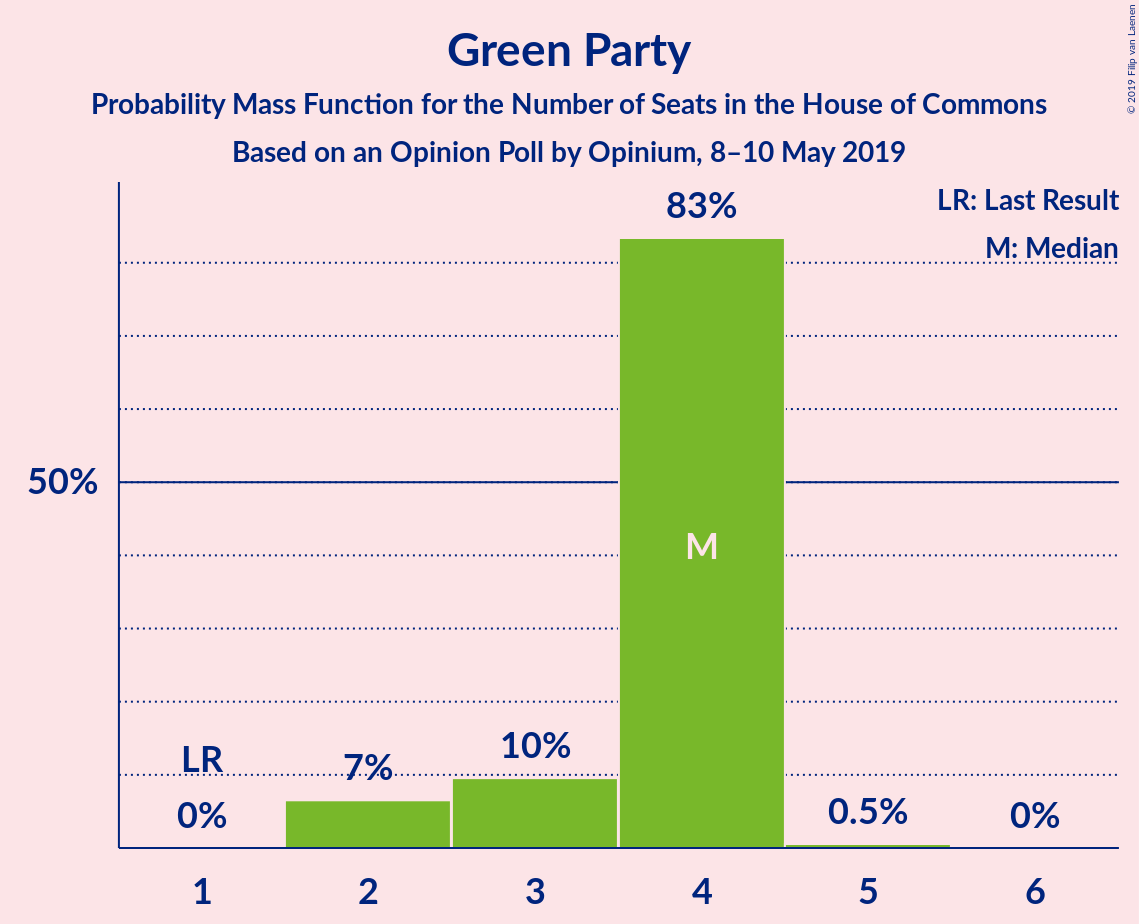 Green Party
Probability Mass Function for the Number of Seats in the House of Commons
Based on an Opinion Poll by Opinium, 8–10 May 2019
© 2019 Filip van Laenen
LR: Last Result
M: Median
83%
50%
M
LR
0%
7%
10%
0.5%
0%
1 2 3 4 5 6